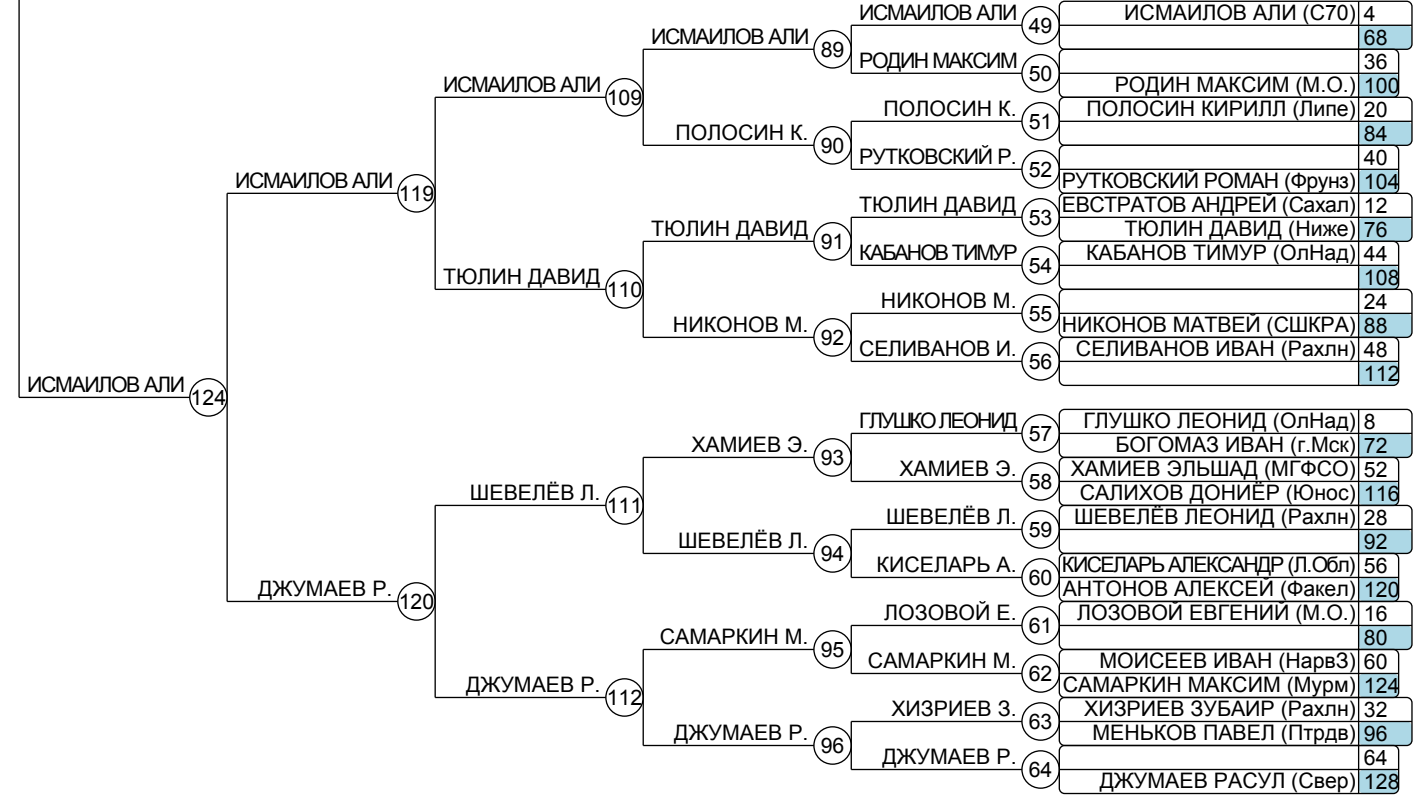 ИСМАИЛОВ АЛИ 49 ИСМАИЛОВ АЛИ (С70) 4
ИСМАИЛОВ АЛИ 89 68
РОДИН МАКСИМ 50 36
ИСМАИЛОВ АЛИ 109 РОДИН МАКСИМ (М.О.) 100
ПОЛОСИН К. 51 ПОЛОСИН КИРИЛЛ (Липе) 20
ПОЛОСИН К. 90 84
РУТКОВСКИЙ Р. 52 40
ИСМАИЛОВ АЛИ 119 РУТКОВСКИЙ РОМАН (Фрунз) 104
ТЮЛИН ДАВИД 53 ЕВСТРАТОВ АНДРЕЙ (Сахал) 12
ТЮЛИН ДАВИД 91 ТЮЛИН ДАВИД (Ниже) 76
КАБАНОВ ТИМУР 54 КАБАНОВ ТИМУР (ОлНад) 44
ТЮЛИН ДАВИД 110 108
НИКОНОВ М. 55 24
НИКОНОВ М. 92 НИКОНОВ МАТВЕЙ (СШКРА) 88
СЕЛИВАНОВ И. 56 СЕЛИВАНОВ ИВАН (Рахлн) 48
112
ИСМАИЛОВ АЛИ 124
ГЛУШКО ЛЕОНИД 57 ГЛУШКО ЛЕОНИД (ОлНад) 8
ХАМИЕВ Э. 93 БОГОМАЗ ИВАН (г.Мск) 72
ХАМИЕВ Э. 58 ХАМИЕВ ЭЛЬШАД (МГФСО) 52
ШЕВЕЛЁВ Л. 111 САЛИХОВ ДОНИЁР (Юнос) 116
ШЕВЕЛЁВ Л. 59 ШЕВЕЛЁВ ЛЕОНИД (Рахлн) 28
ШЕВЕЛЁВ Л. 94 92
КИСЕЛАРЬ А. 60 КИСЕЛАРЬ АЛЕКСАНДР (Л.Обл) 56
ДЖУМАЕВ Р. 120 АНТОНОВ АЛЕКСЕЙ (Факел) 120
ЛОЗОВОЙ Е. 61 ЛОЗОВОЙ ЕВГЕНИЙ (М.О.) 16
САМАРКИН М. 95 80
САМАРКИН М. 62 МОИСЕЕВ ИВАН (НарвЗ) 60
ДЖУМАЕВ Р. 112 САМАРКИН МАКСИМ (Мурм) 124
ХИЗРИЕВ З. 63 ХИЗРИЕВ ЗУБАИР (Рахлн) 32
ДЖУМАЕВ Р. 96 МЕНЬКОВ ПАВЕЛ (Птрдв) 96
ДЖУМАЕВ Р. 64 64
ДЖУМАЕВ РАСУЛ (Свер) 128